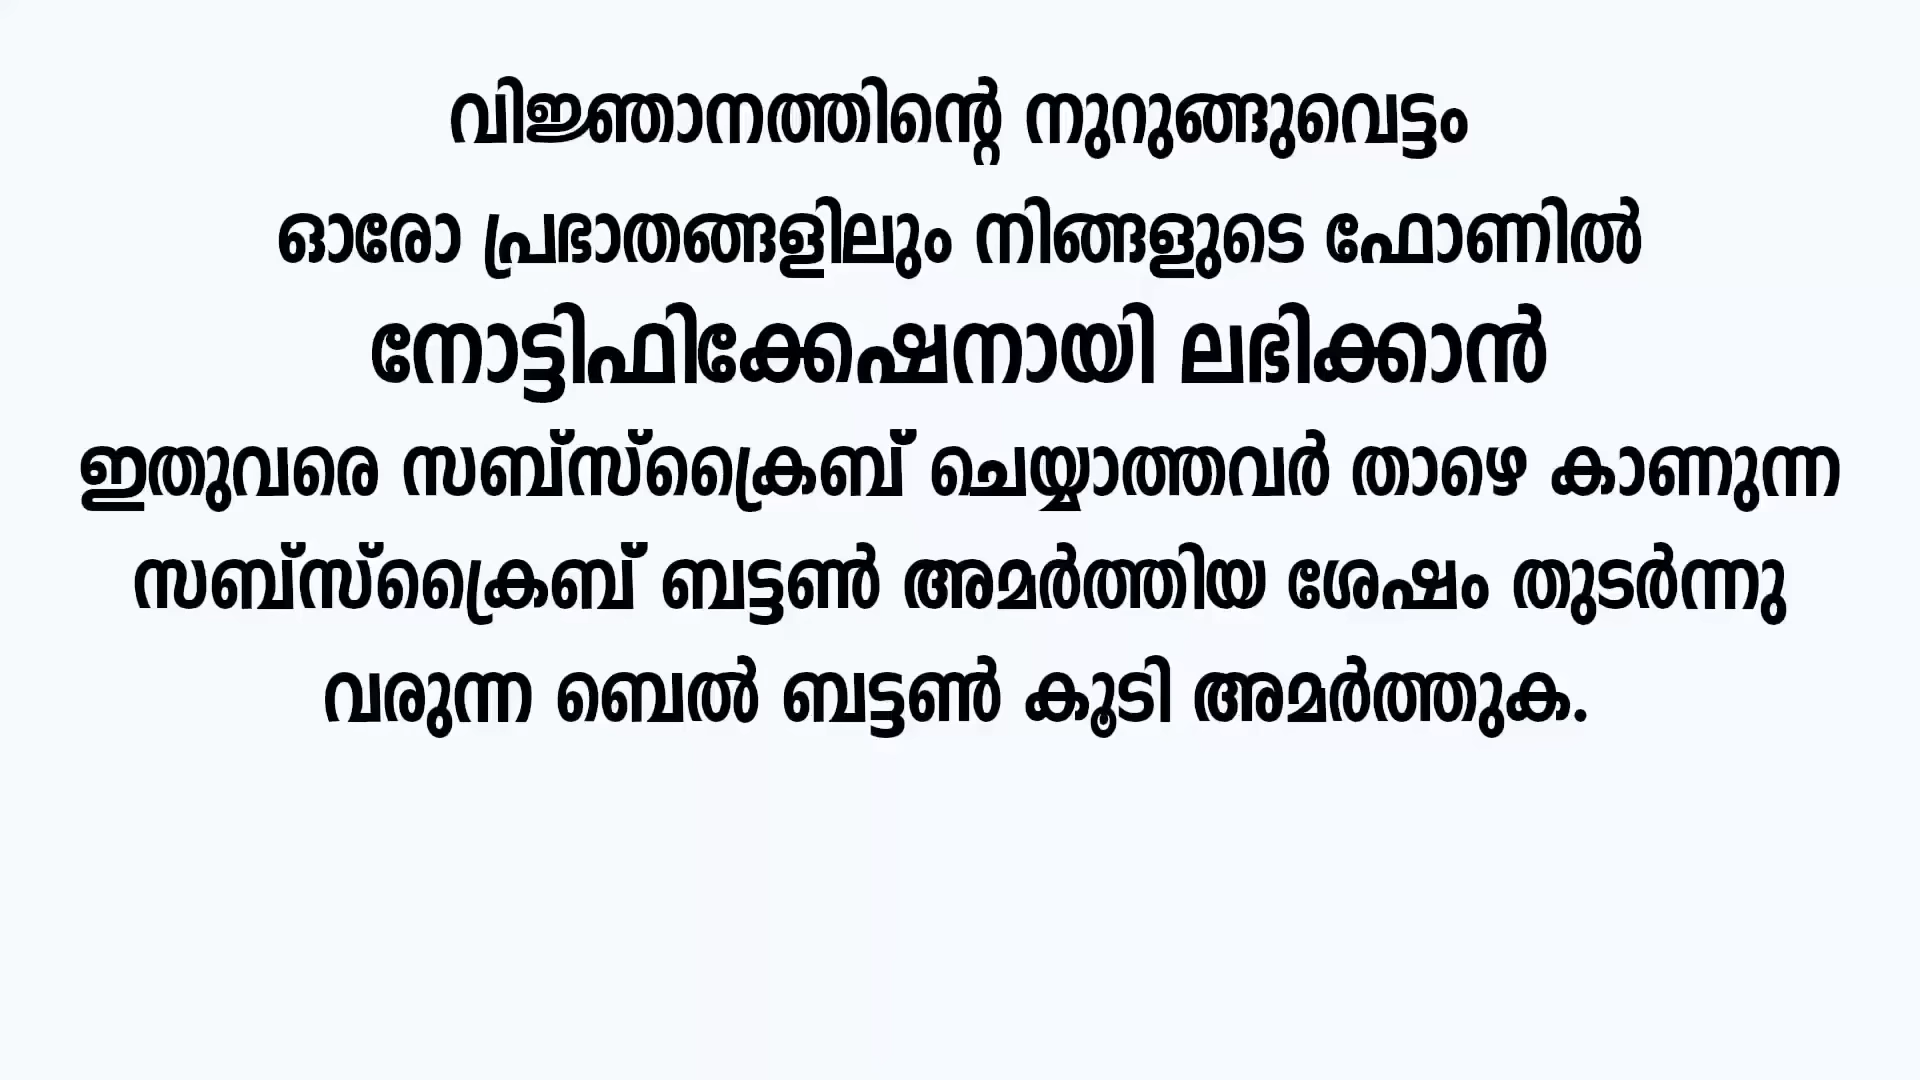 വിജ്ഞാനത്തിന്റെ നുറുങ്ങുവെട്ടം
ഓരോ പ്രഭാതങ്ങളിലും നിങ്ങളുടെ ഫോണിൽ
നോട്ടിഫിക്കേഷനായി ലഭിക്കാൻ
ഇതുവരെ സബ്സ്ക്രൈബ് ചെയ്യാത്തവർ താഴെ കാണുന്ന
സബ്സ്ക്രൈബ് ബട്ടൺ അമർത്തിയ ശേഷം തുടർന്നു
വരുന്ന ബെൽ ബട്ടൺ കൂടി അമർത്തുക.